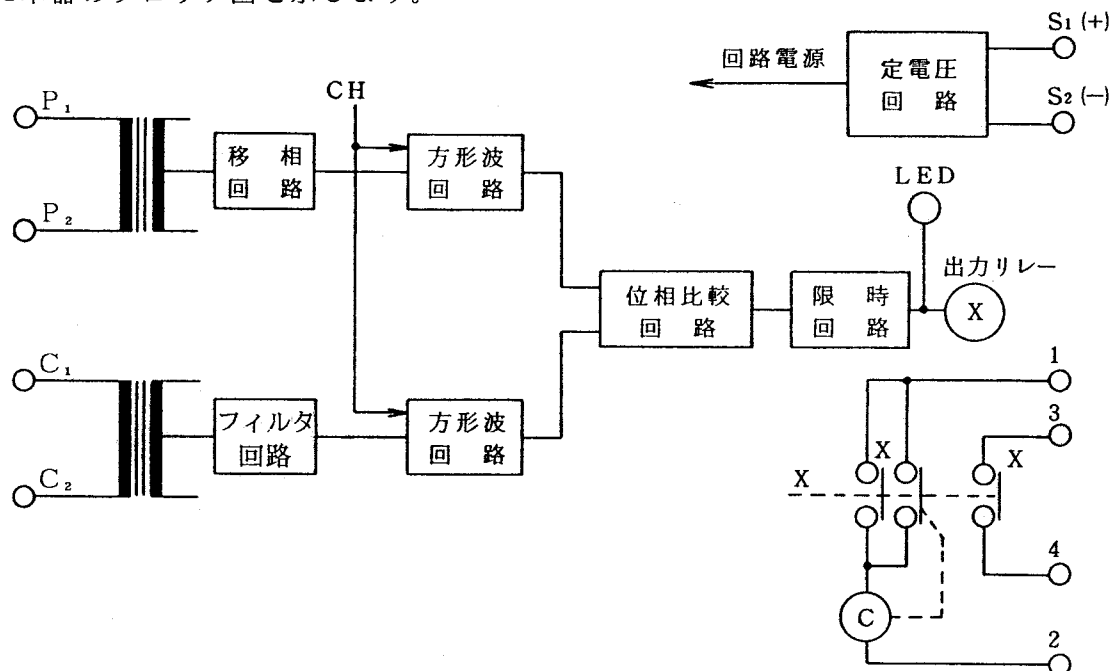 S₁ (+)
回路電源
定電圧
回 路
S₂ (−)
P₁
CH
移 相
回 路
方形波
回 路
P₂
LED
出力リレー
X
位相比較
回 路
限 時
回 路
C₁
フィルタ
回路
方形波
回 路
C₂
1
3
X
X
X
4
C
2